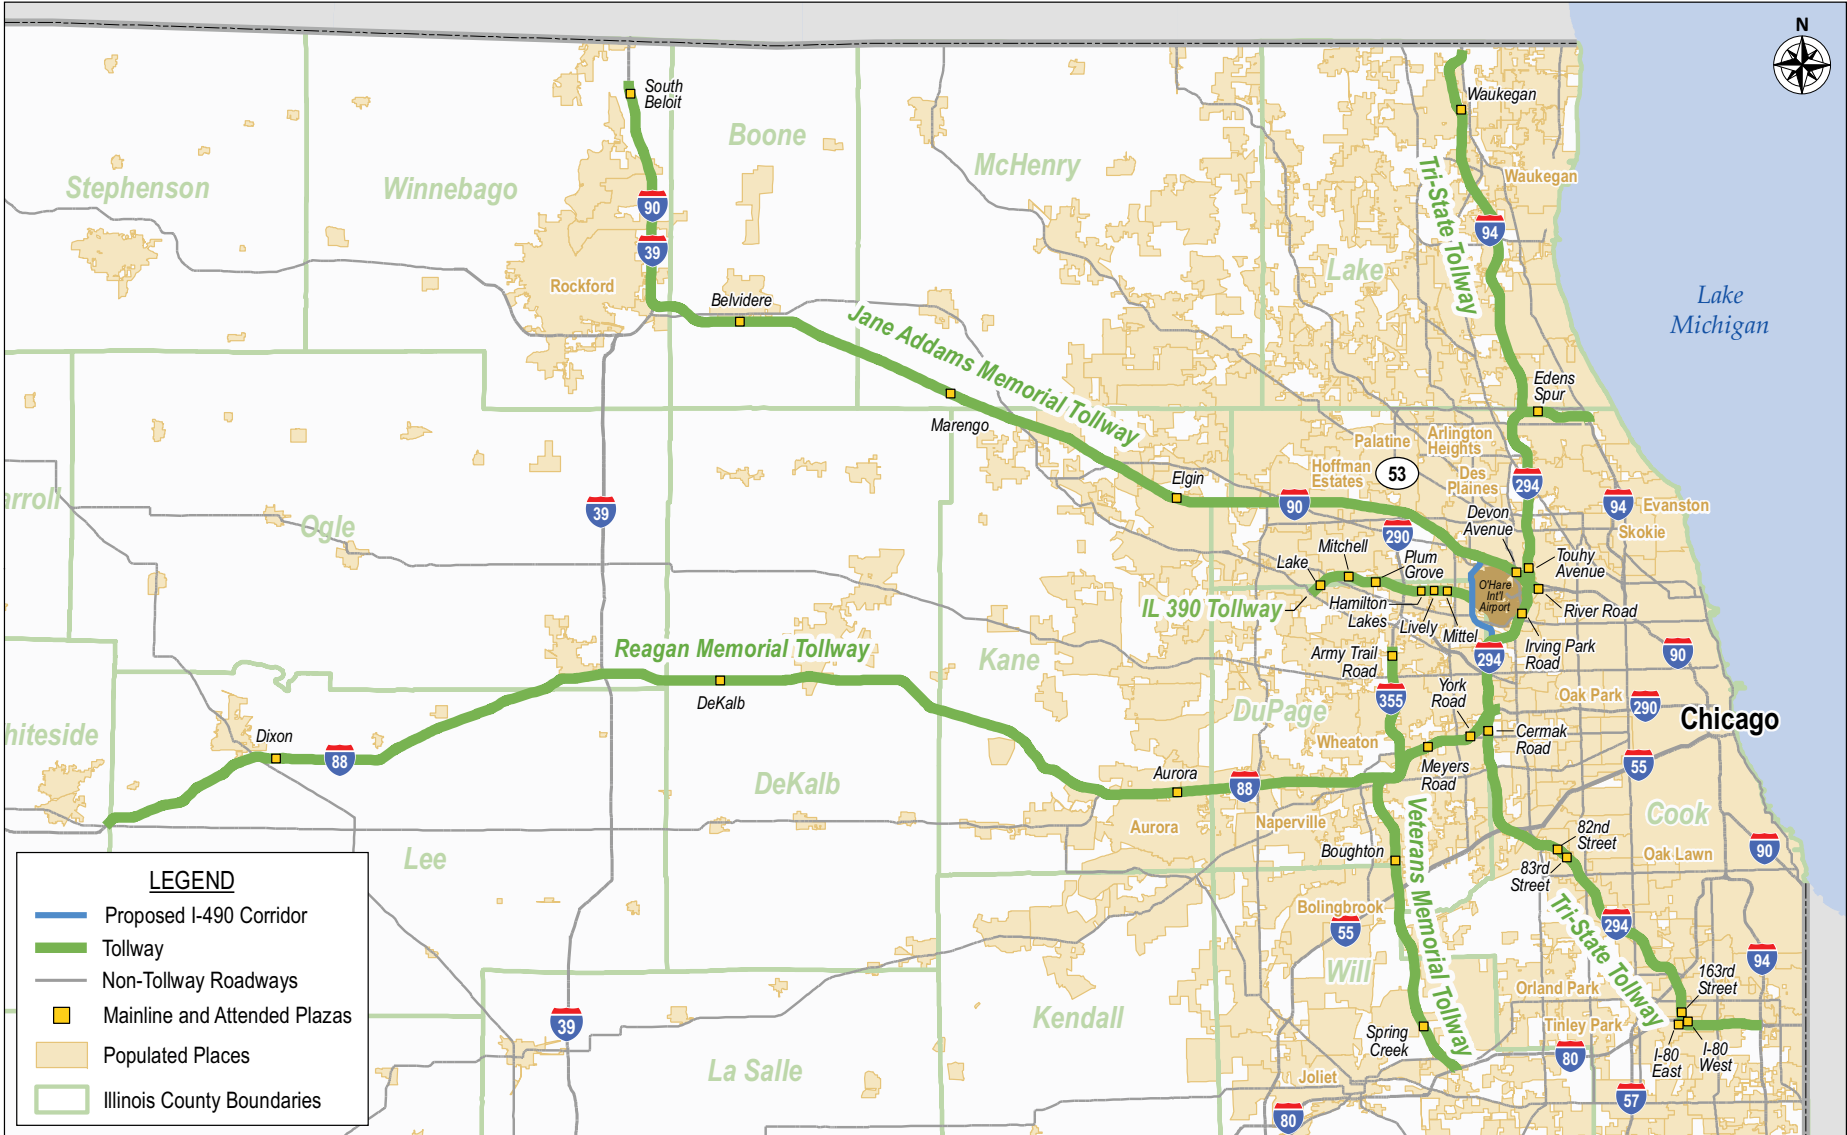 N
South
Beloit
Waukegan
Boone
McHenry
Stephenson
Winnebago
Waukegan
90
94
Tri-State Tollway
39
Lake
Rockford
Belvidere
Lake
Michigan
Jane Addams Memorial Tollway
Edens
Spur
Marengo
Palatine
Arlington
Heights
Hoffman
Estates
53
Des
Plaines
Elgin
294
90
94
Evanston
arroll
39
Ogle
Devon
Avenue
Skokie
290
Mitchell
Plum
Grove
Touhy
Avenue
Lake
O'Hare
Int'l
Airport
IL 390 Tollway
Hamilton
Lakes
Lively
Mittel
River Road
Irving Park
Road
Reagan Memorial Tollway
Kane
Army Trail
Road
294
90
York
Road
355
Oak Park
290
DeKalb
DuPage
Chicago
hiteside
Dixon
Wheaton
Cermak
Road
88
Aurora
Meyers
Road
55
DeKalb
88
Veterans Memorial Tollway
Cook
Aurora
Naperville
82nd
Street
Lee
Boughton
83rd
Street
Oak Lawn
90
LEGEND
Proposed I-490 Corridor
Tollway
Non-Tollway Roadways
Mainline and Attended Plazas
Populated Places
Illinois County Boundaries
Bolingbrook
55
Tri-State Tollway
294
94
Will
163rd
Street
Orland Park
39
Kendall
Tinley Park
Spring
Creek
80
I-80
East
I-80
West
La Salle
Joliet
57
80